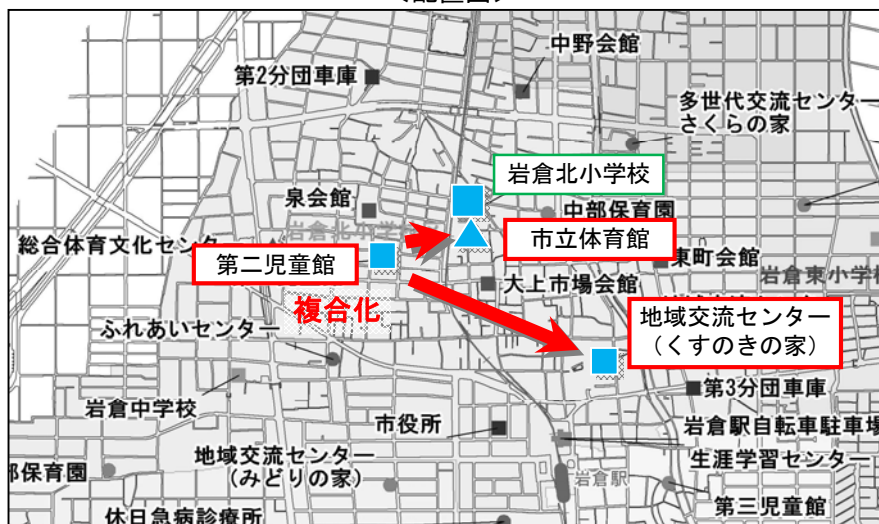 中野会館
第2分団車庫
多世代交流センター
さくらの家
岩倉北小学校
泉会館
中部保育園
岩倉北小学校
市立体育館
総合体育文化センタ
第二児童館
東町会館
岩倉東小学校
大上市場会館
複合化
地域交流センター
（くすのきの家）
ふれあいセンター
第3分団車庫
岩倉中学校
市役所
岩倉駅自転車駐車場
部保育園
地域交流センター
（みどりの家）
岩倉駅
生涯学習センター
第三児童館
休日急病診療所